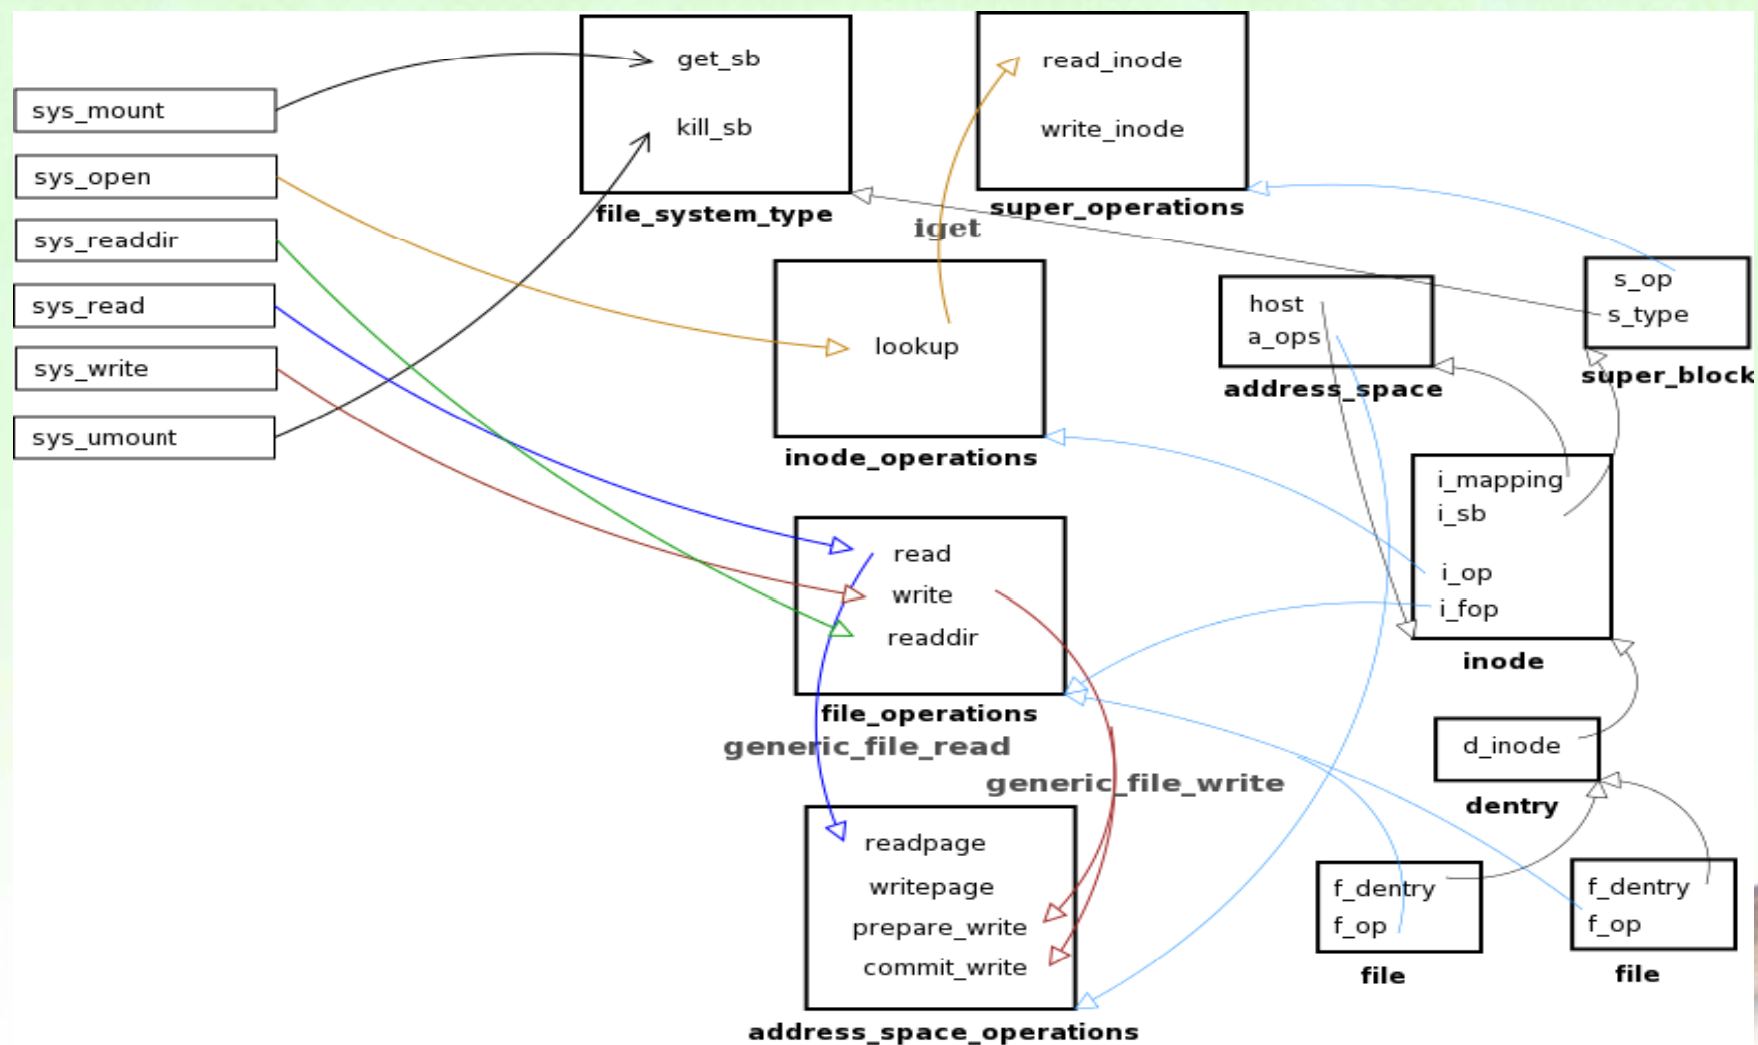 sys_mount
sys_open
sys_readdir
sys_read
sys_write
sys_umount
get_sb
kill_sb
file_system_type
read_inode
write_inode
super_operations
iget
lookup
inode_operations
host
a_ops
address_space
s_op
s_type
super_block
i_mapping
i_sb
i_op
i_fop
inode
read
write
readdir
file_operations
generic_file_read
generic_file_write
d_inode
dentry
readpage
writepage
prepare_write
commit_write
address_space_operations
f_dentry
f_op
file
f_dentry
f_op
file